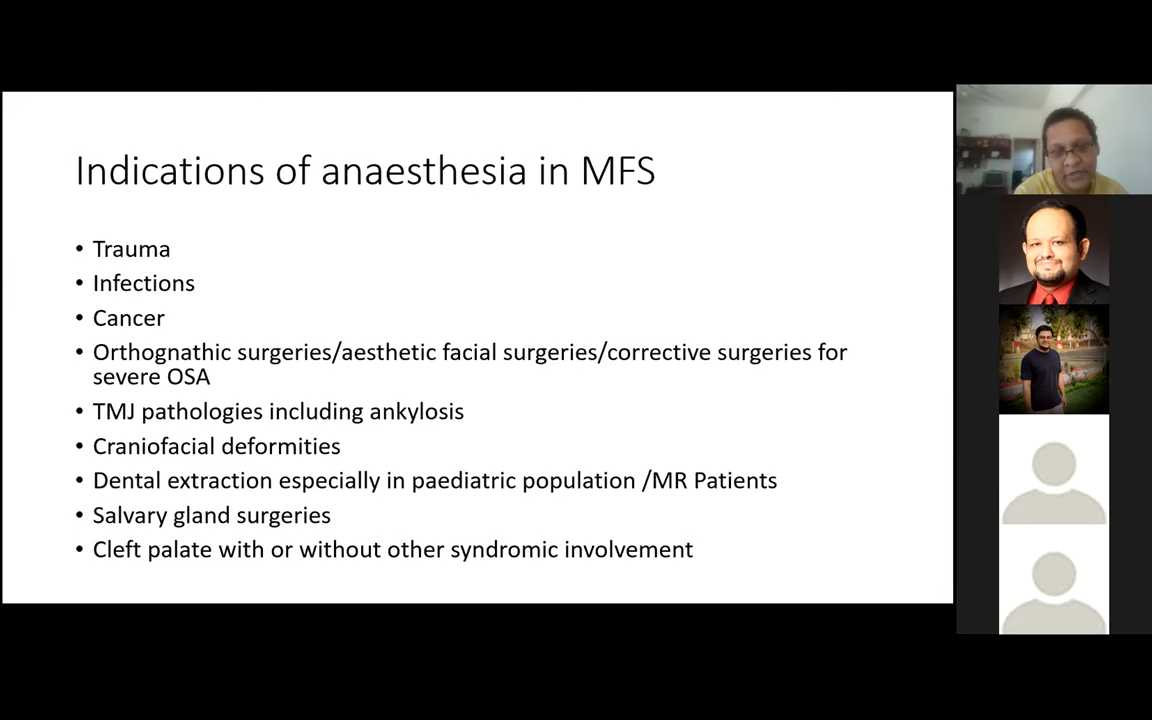 Indications of anaesthesia in MFS
• Trauma
• Infections
• Cancer
• Orthognathic surgeries/aesthetic facial surgeries/corrective surgeries for
severe OSA
• TMJ pathologies including ankylosis
• Craniofacial deformities
• Dental extraction especially in paediatric population /MR Patients
• Salvary gland surgeries
• Cleft palate with or without other syndromic involvement